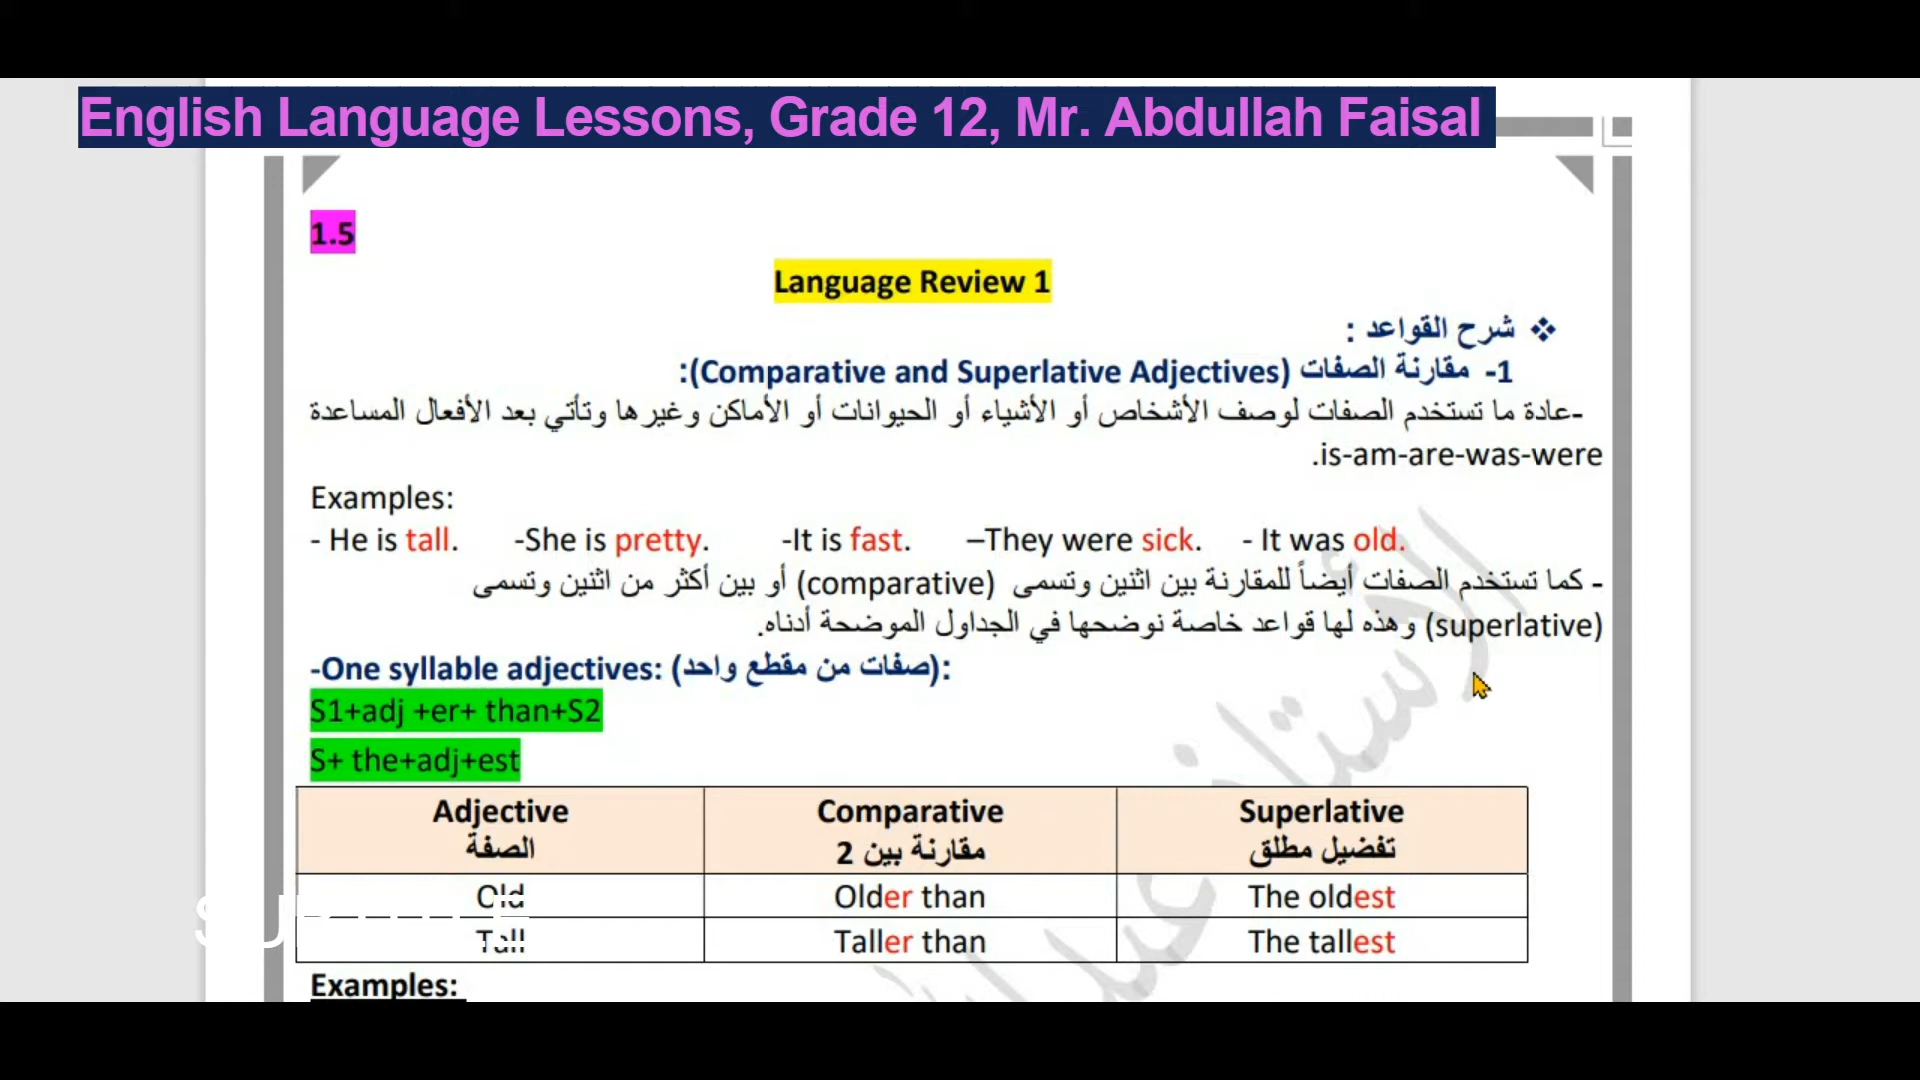 English Language Lessons, Grade 12, Mr. Abdullah Faisal
1.5
Language Review 1
❖ شرح القواعد :
1- مقارنة الصفات (Comparative and Superlative Adjectives):
-عادة ما تستخدم الصفات لوصف الأشخاص أو الأشياء أو الحيوانات أو الأماكن وغيرها وتأتي بعد الأفعال المساعدة
is-am-are-was-were.
Examples:
- He is tall. -She is pretty. -It is fast. –They were sick. - It was old.
- كما تستخدم الصفات أيضاً للمقارنة بين اثنين وتسمى (comparative) أو بين أكثر من اثنين وتسمى
(superlative) وهذه لها قواعد خاصة نوضحها في الجداول الموضحة أدناه.
-One syllable adjectives: (صفات من مقطع واحد):
S1+adj +er+ than+S2
S+ the+adj+est
Adjective Comparative Superlative
الصفة مقارنة بين 2 تفضيل مطلق
Old Older than The oldest
Tall Taller than The tallest
Examples:
الأستاذ